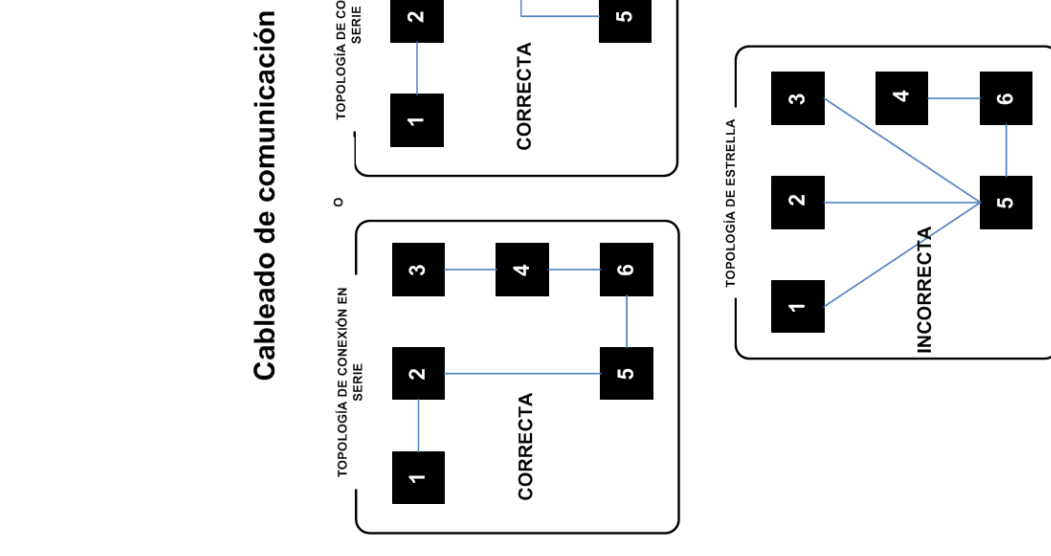 Cableado de comunicación
TOPOLOGÍA DE CONEXIÓN EN
SERIE
1 2 3
CORRECTA 4
5 6
O
TOPOLOGÍA DE CO
SERIE
1 2
CORRECTA
5
TOPOLOGÍA DE ESTRELLA
1 2 3
INCORRECTA 4
5 6